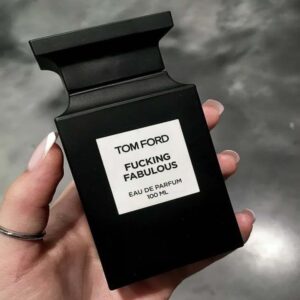 TOM FORD
FUCKING
FABULOUS
EAU DE PARFUM
100 ML